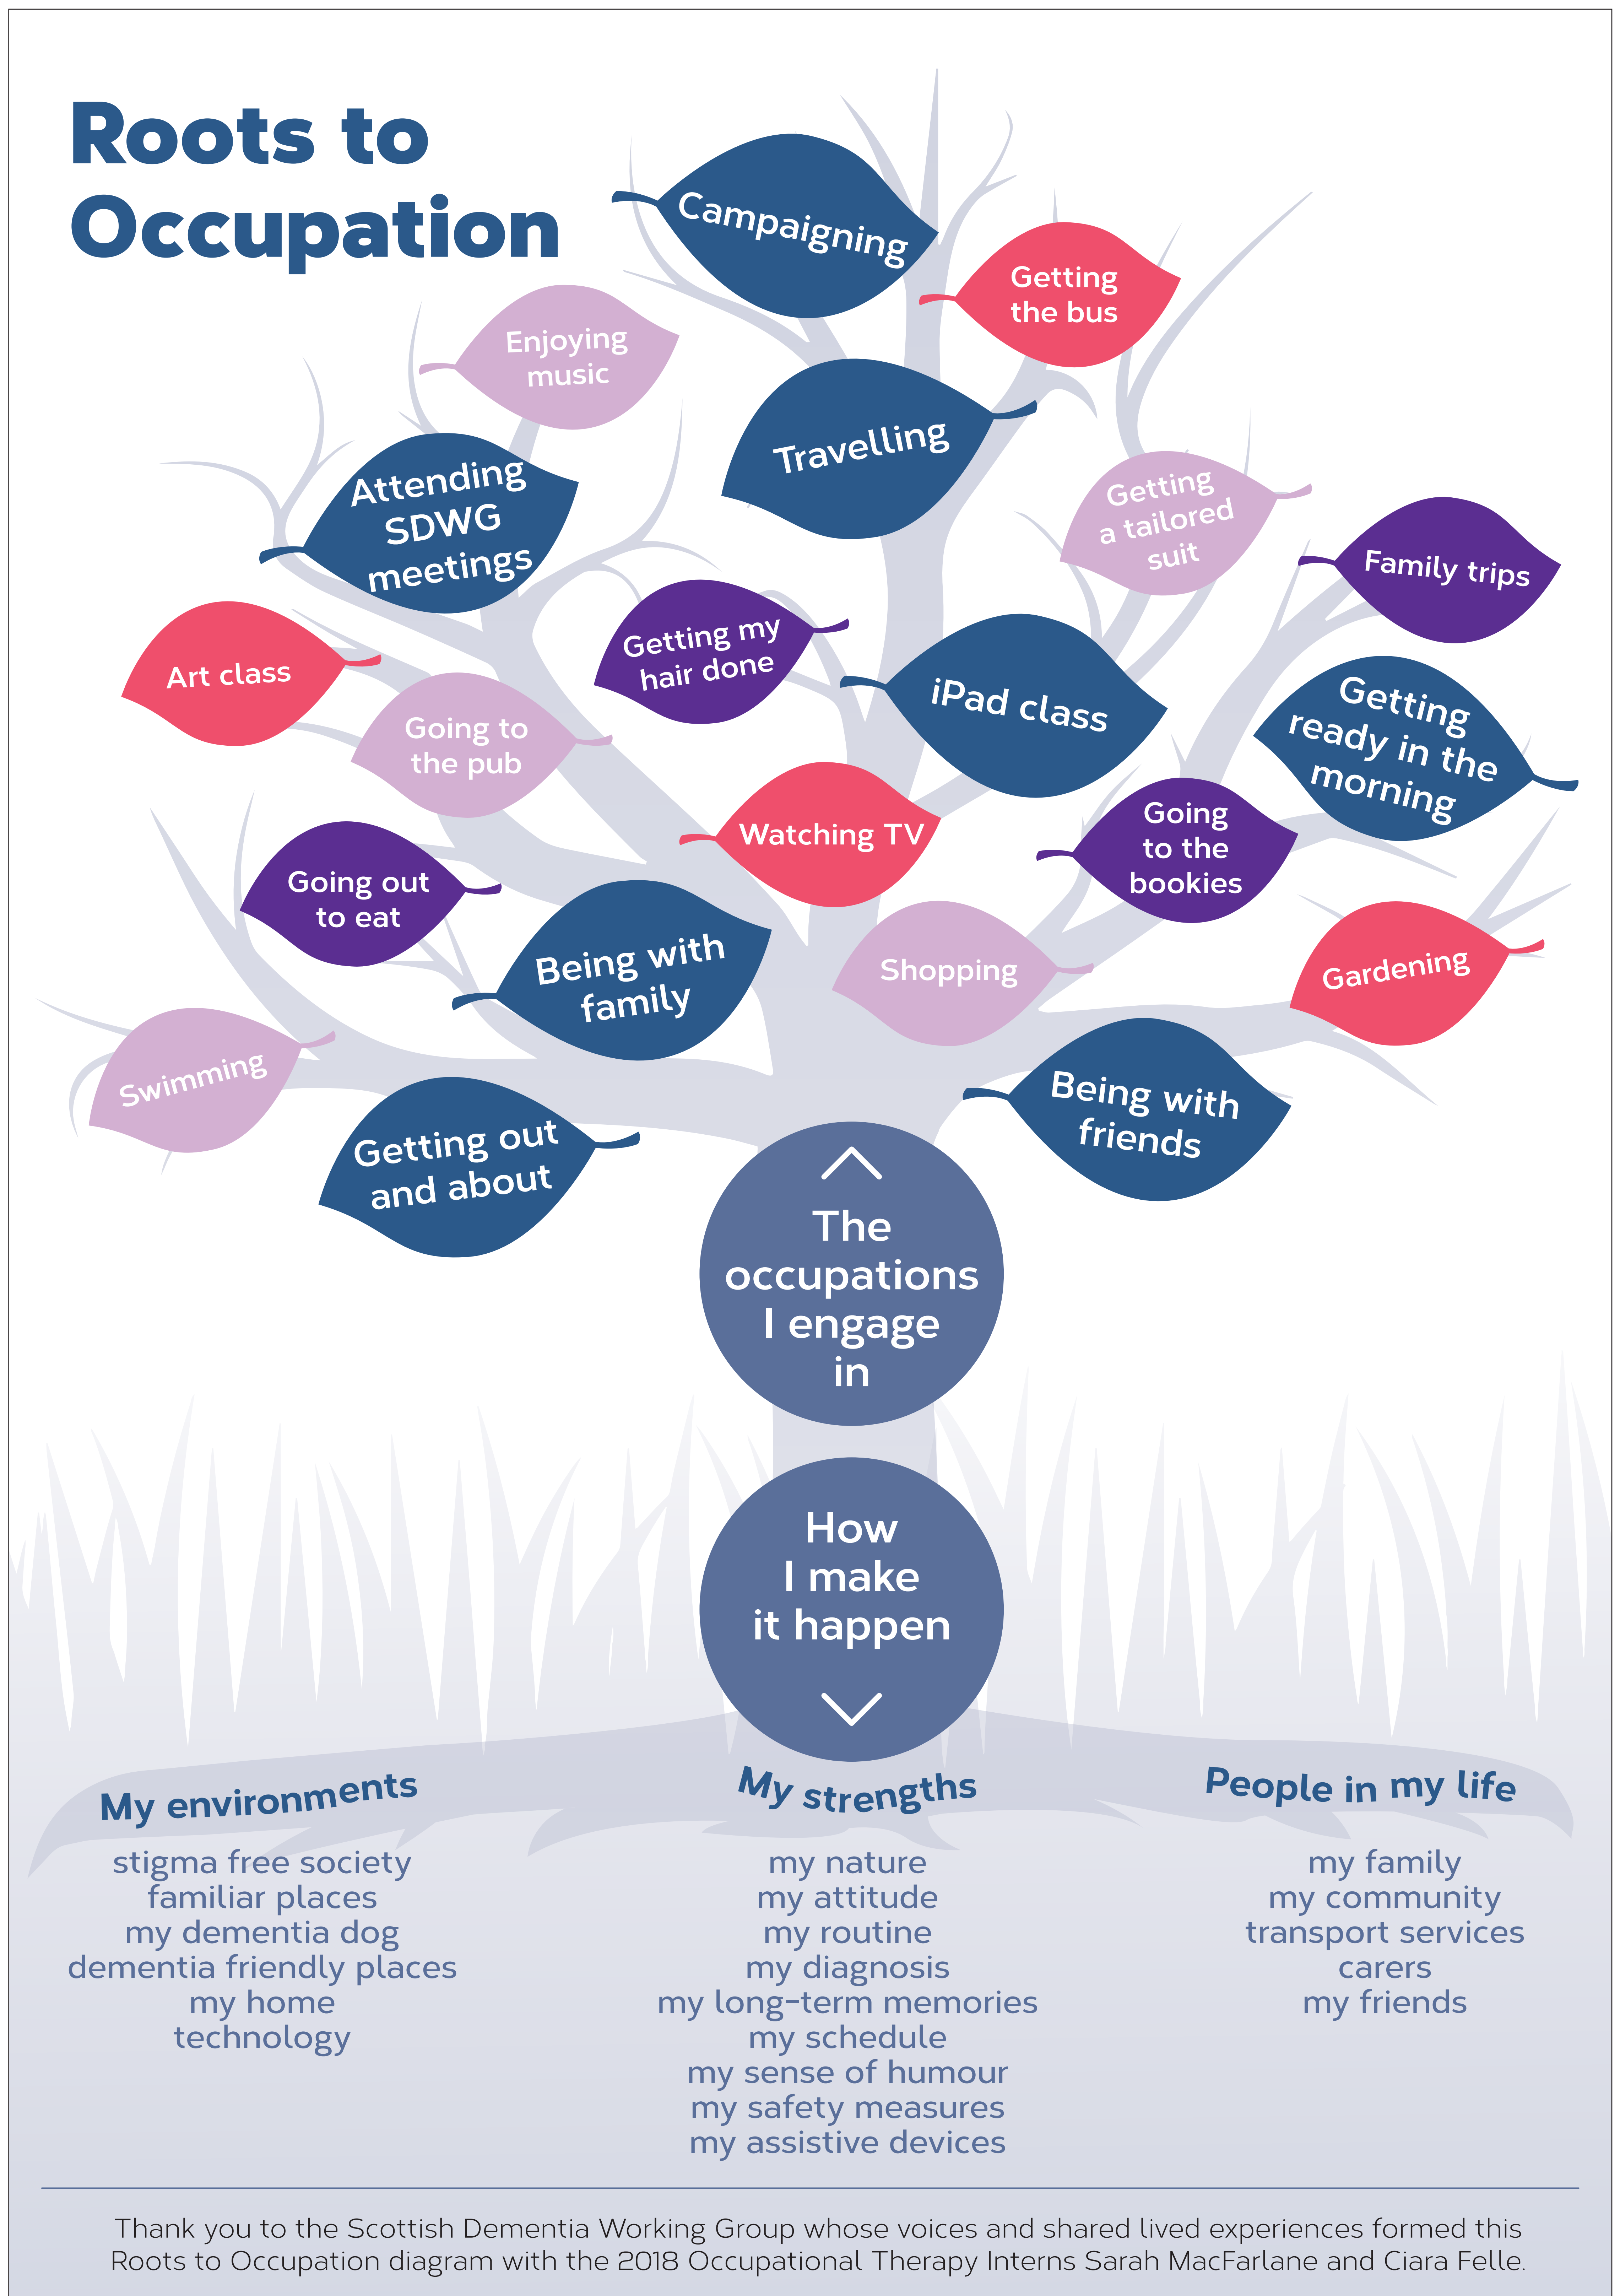 Roots to
Occupation
Campaigning
Getting
the bus
Enjoying
music
Travelling
Attending
SDWG
meetings
Getting
a tailored
suit
Family trips
Art class
Getting my
hair done
Going to
the pub
iPad class
Getting
ready in the
morning
Watching TV
Going
to the
bookies
Going out
to eat
Being with
family
Shopping
Gardening
Swimming
Getting out
and about
Being with
friends
The
occupations
I engage
in
How
I make
it happen
My environments
stigma free society
familiar places
my dementia dog
dementia friendly places
my home
technology
My strengths
my nature
my attitude
my routine
my diagnosis
my long-term memories
my schedule
my sense of humour
my safety measures
my assistive devices
People in my life
my family
my community
transport services
carers
my friends
Thank you to the Scottish Dementia Working Group whose voices and shared lived experiences formed this
Roots to Occupation diagram with the 2018 Occupational Therapy Interns Sarah MacFarlane and Ciara Felle.